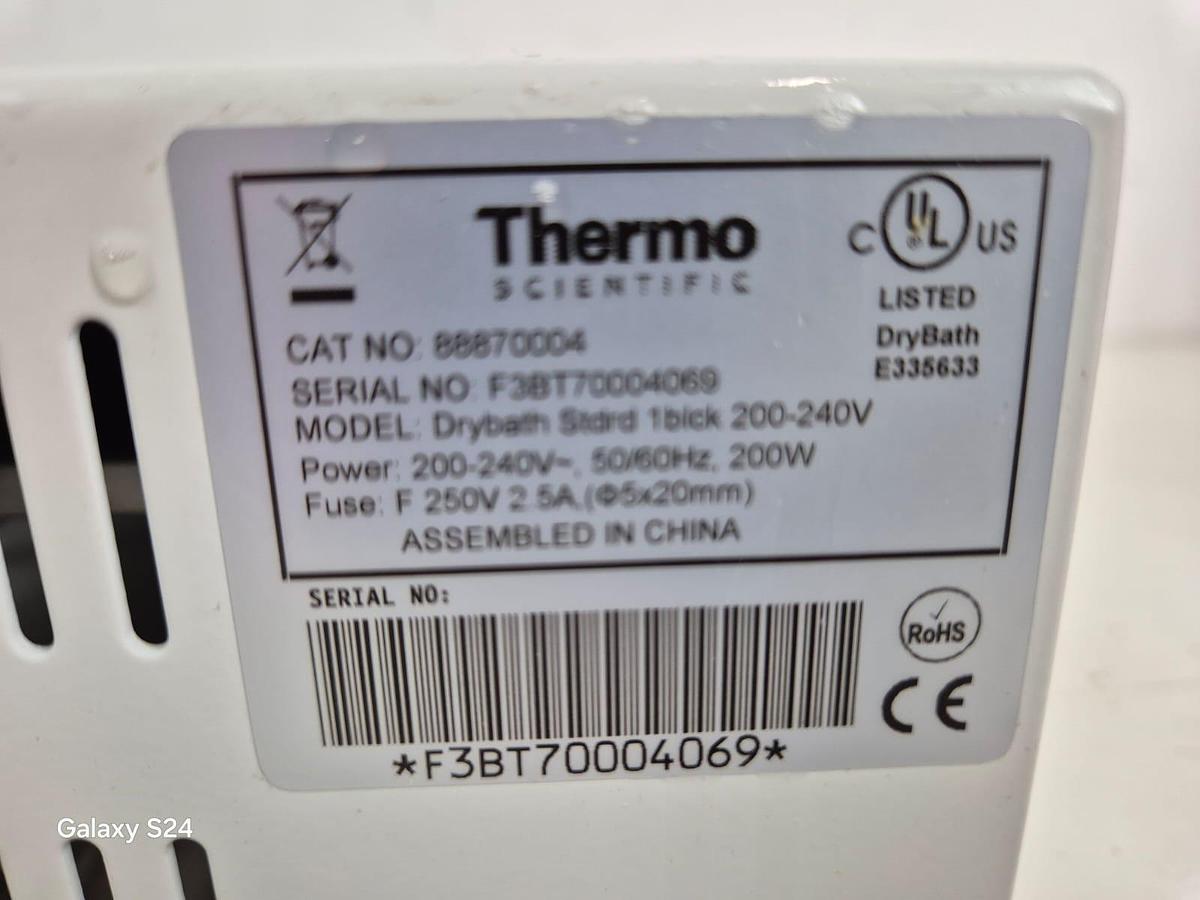 Thermo
SCIENTIFIC
C UL US
LISTED
DryBath
E335633
CAT NO: 88870004
SERIAL NO: F3BT70004069
MODEL: Drybath Stdrd 1blck 200-240V
Power: 200-240V~, 50/60Hz, 200W
Fuse: F 250V 2.5A,(Φ5x20mm)
ASSEMBLED IN CHINA
SERIAL NO:
RoHS
CE
*F3BT70004069*
Galaxy S24